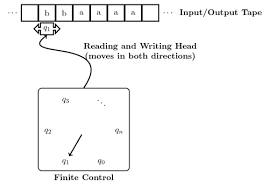 ... b b a a a a ... Input/Output Tape
q₁
Reading and Writing Head
(moves in both directions)
q₃ ⋱
q₂ qₙ
q₁ q₀
Finite Control